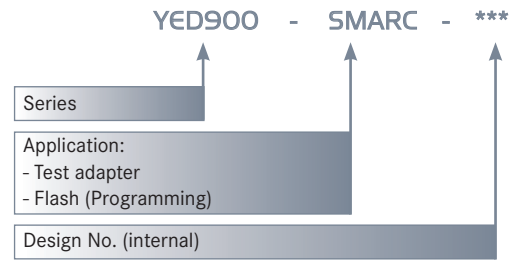 YED900 - SMARC - ***
Series
Application:
- Test adapter
- Flash (Programming)
Design No. (internal)